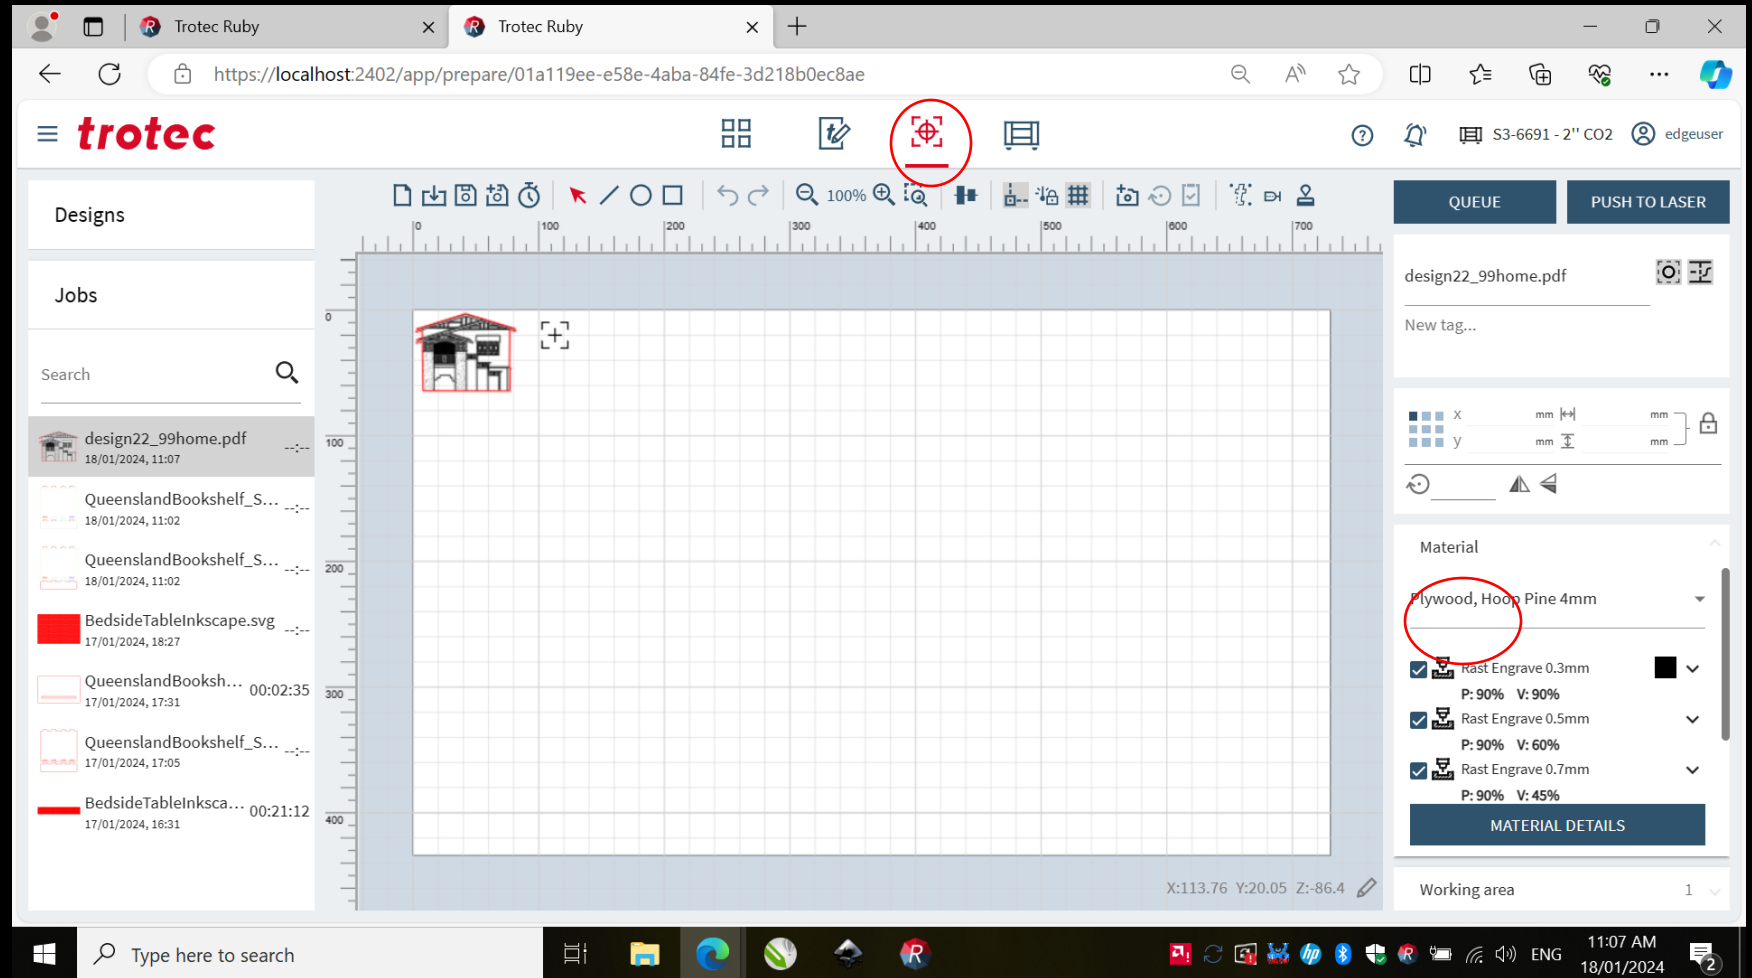 Trotec Ruby
Trotec Ruby
https://localhost:2402/app/prepare/01a119ee-e58e-4aba-84fe-3d218b0ec8ae
trotec
S3-6691 - 2'' CO2
edgeuser
Designs
Jobs
Search
design22_99home.pdf
18/01/2024, 11:07
--:--
QueenslandBookshelf_S...
18/01/2024, 11:02
--:--
QueenslandBookshelf_S...
18/01/2024, 11:02
--:--
BedsideTableInkscape.svg
17/01/2024, 18:27
--:--
QueenslandBooksh...
17/01/2024, 17:31
00:02:35
QueenslandBookshelf_S...
17/01/2024, 17:05
--:--
BedsideTableInksca...
17/01/2024, 16:31
00:21:12
100%
0 100 200 300 400 500 600 700
0
100
200
300
400
X:113.76 Y:20.05 Z:-86.4
QUEUE
PUSH TO LASER
design22_99home.pdf
New tag...
x mm mm
y mm mm
Material
Plywood, Hoop Pine 4mm
Rast Engrave 0.3mm
P: 90% V: 90%
Rast Engrave 0.5mm
P: 90% V: 60%
Rast Engrave 0.7mm
P: 90% V: 45%
MATERIAL DETAILS
Working area 1
Type here to search
ENG
11:07 AM
18/01/2024
2